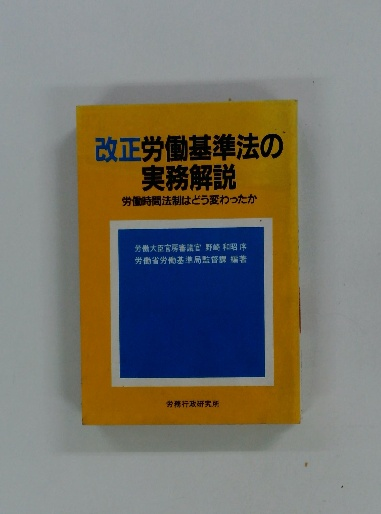 改正労働基準法の
実務解説
労働時間法制はどう変わったか
労働大臣官房審議官 野崎和昭 序
労働省労働基準局監督課 編著
労務行政研究所